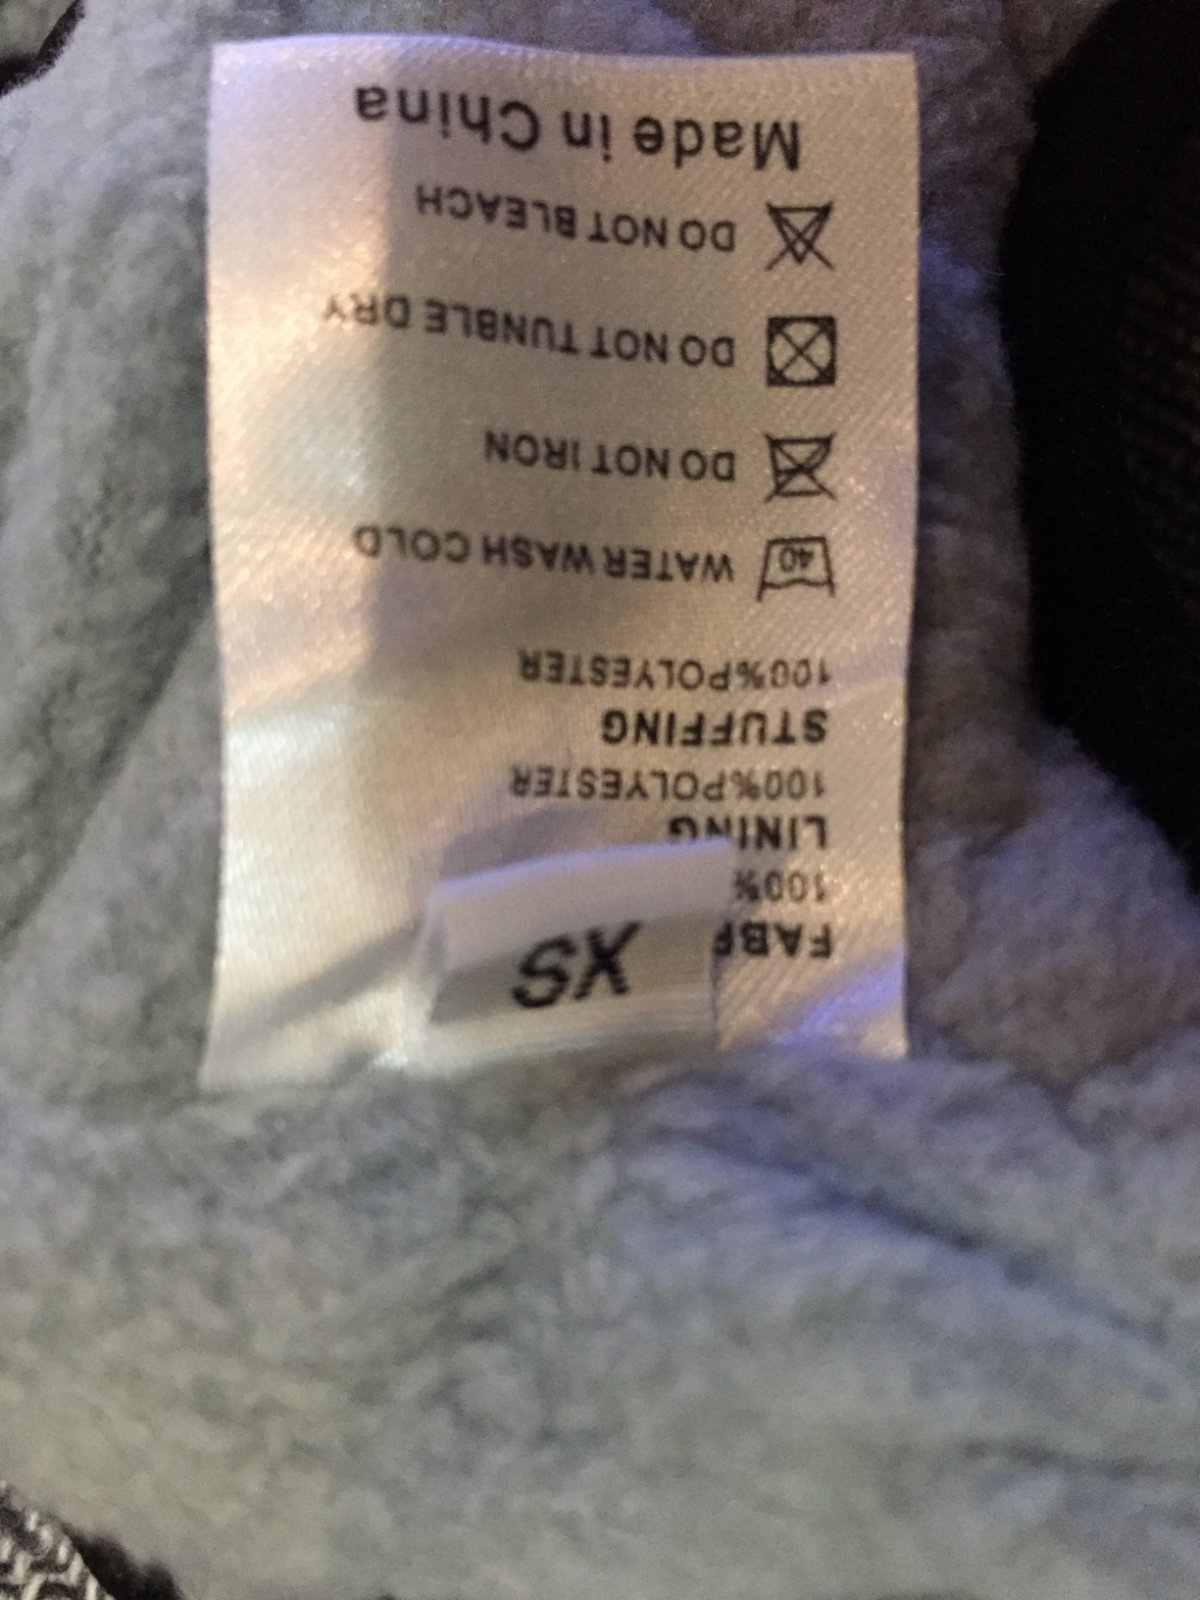 XS
FABR
100%
LINING
100%POLYESTER
STUFFING
100%POLYESTER
40 WATER WASH COLD
DO NOT IRON
DO NOT TUNBLE DRY
DO NOT BLEACH
Made in China